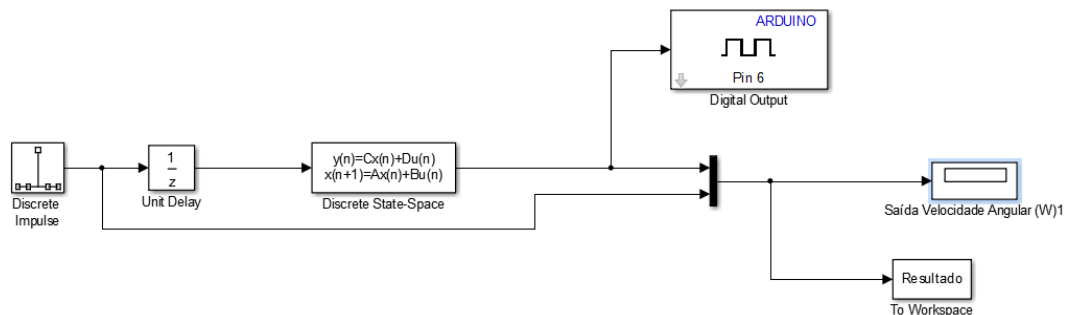 ARDUINO
Pin 6
Digital Output
Discrete
Impulse
1
z
Unit Delay
y(n)=Cx(n)+Du(n)
x(n+1)=Ax(n)+Bu(n)
Discrete State-Space
Saída Velocidade Angular (W)1
Resultado
To Workspace